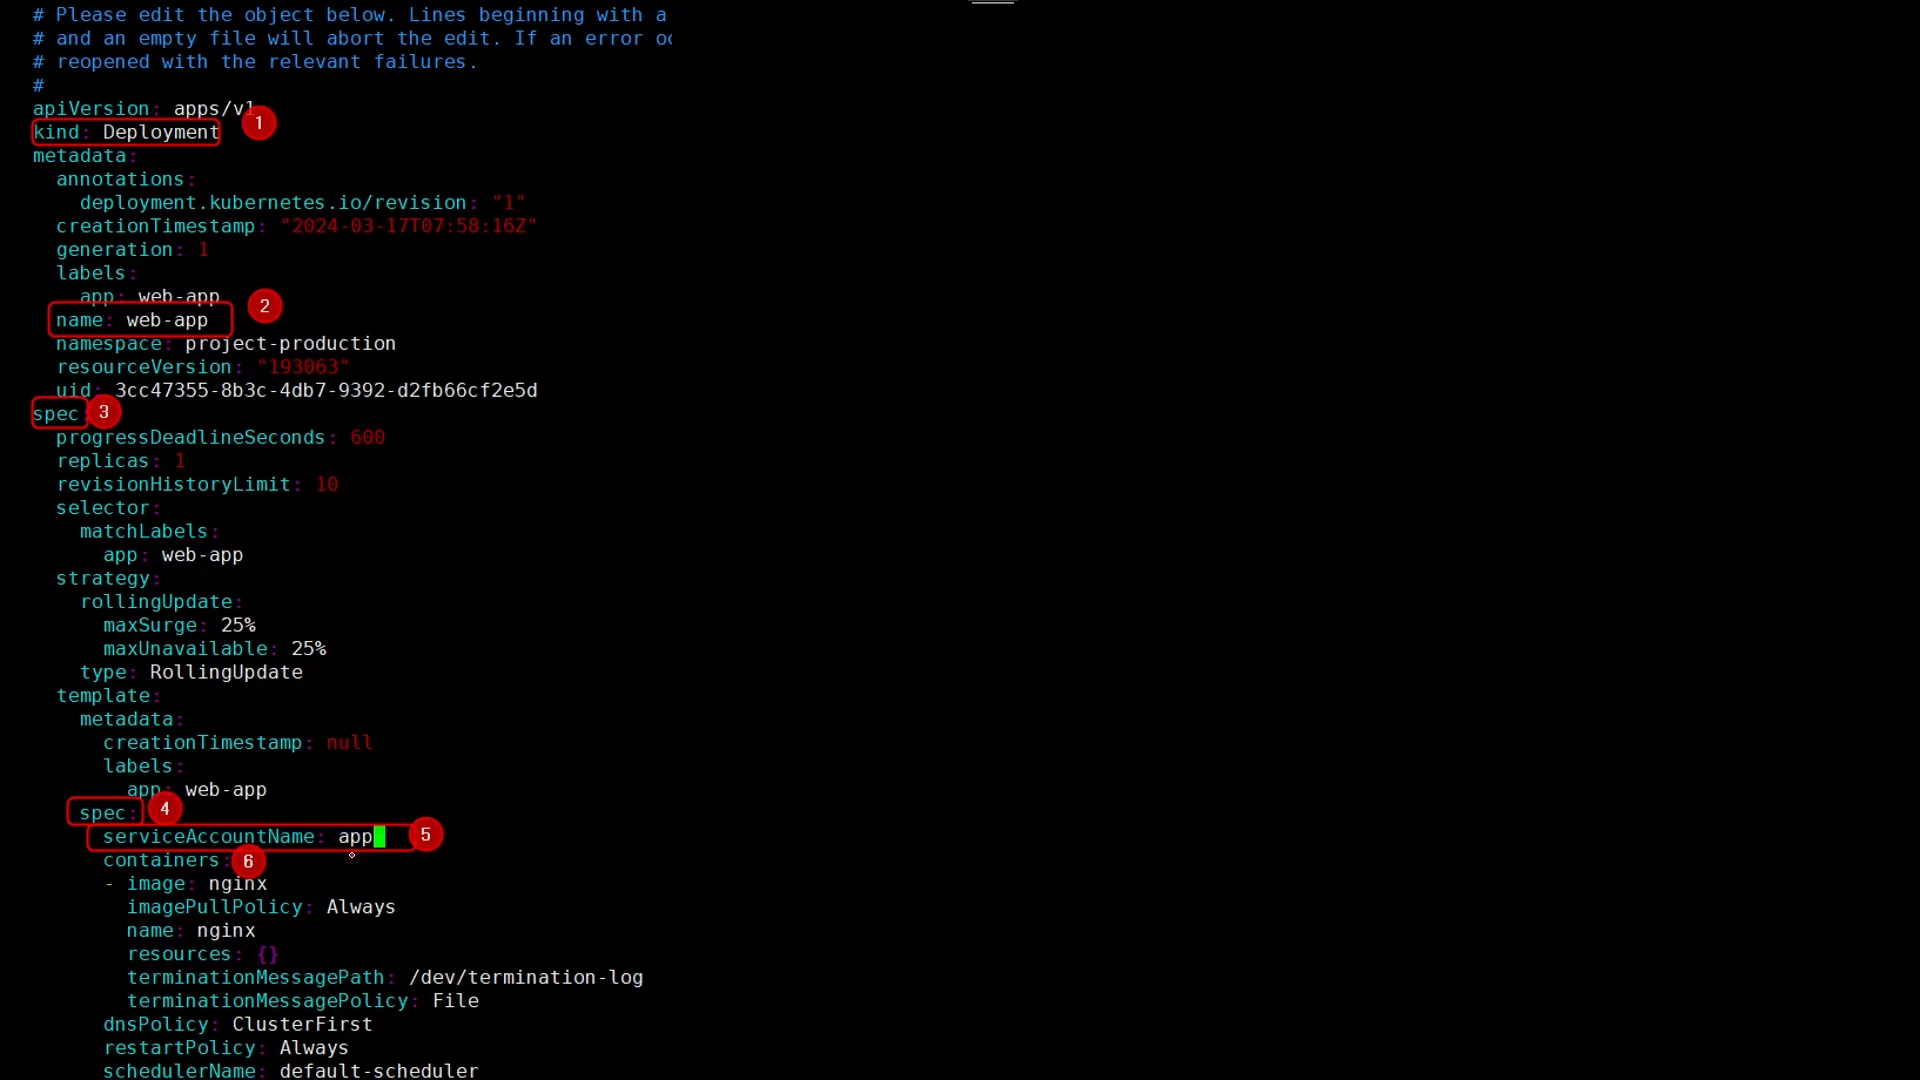 # Please edit the object below. Lines beginning with a
# and an empty file will abort the edit. If an error oc
# reopened with the relevant failures.
#
apiVersion: apps/v1
kind: Deployment 1
metadata:
  annotations:
    deployment.kubernetes.io/revision: "1"
  creationTimestamp: "2024-03-17T07:58:16Z"
  generation: 1
  labels:
    app: web-app
  name: web-app 2
  namespace: project-production
  resourceVersion: "193063"
  uid: 3cc47355-8b3c-4db7-9392-d2fb66cf2e5d
spec: 3
  progressDeadlineSeconds: 600
  replicas: 1
  revisionHistoryLimit: 10
  selector:
    matchLabels:
      app: web-app
  strategy:
    rollingUpdate:
      maxSurge: 25%
      maxUnavailable: 25%
    type: RollingUpdate
  template:
    metadata:
      creationTimestamp: null
      labels:
        app: web-app
    spec: 4
      serviceAccountName: app 5
      containers: 6
      - image: nginx
        imagePullPolicy: Always
        name: nginx
        resources: {}
        terminationMessagePath: /dev/termination-log
        terminationMessagePolicy: File
      dnsPolicy: ClusterFirst
      restartPolicy: Always
      schedulerName: default-scheduler